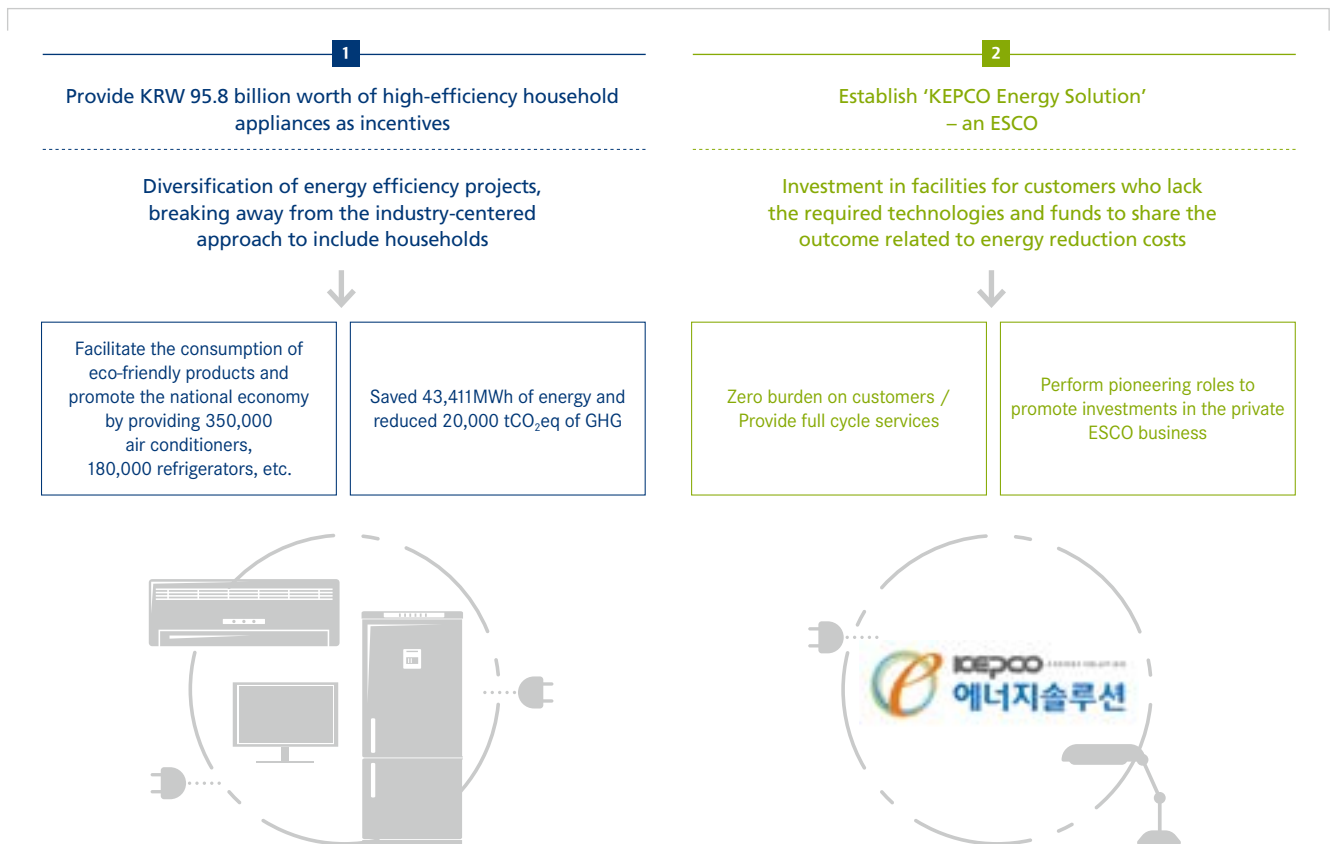 1
Provide KRW 95.8 billion worth of high-efficiency household
appliances as incentives
Diversification of energy efficiency projects,
breaking away from the industry-centered
approach to include households
Facilitate the consumption of
eco-friendly products and
promote the national economy
by providing 350,000
air conditioners,
180,000 refrigerators, etc.
Saved 43,411MWh of energy and
reduced 20,000 tCO₂eq of GHG
2
Establish ‘KEPCO Energy Solution’
– an ESCO
Investment in facilities for customers who lack
the required technologies and funds to share the
outcome related to energy reduction costs
Zero burden on customers /
Provide full cycle services
Perform pioneering roles to
promote investments in the private
ESCO business
KEPCO
에너지솔루션